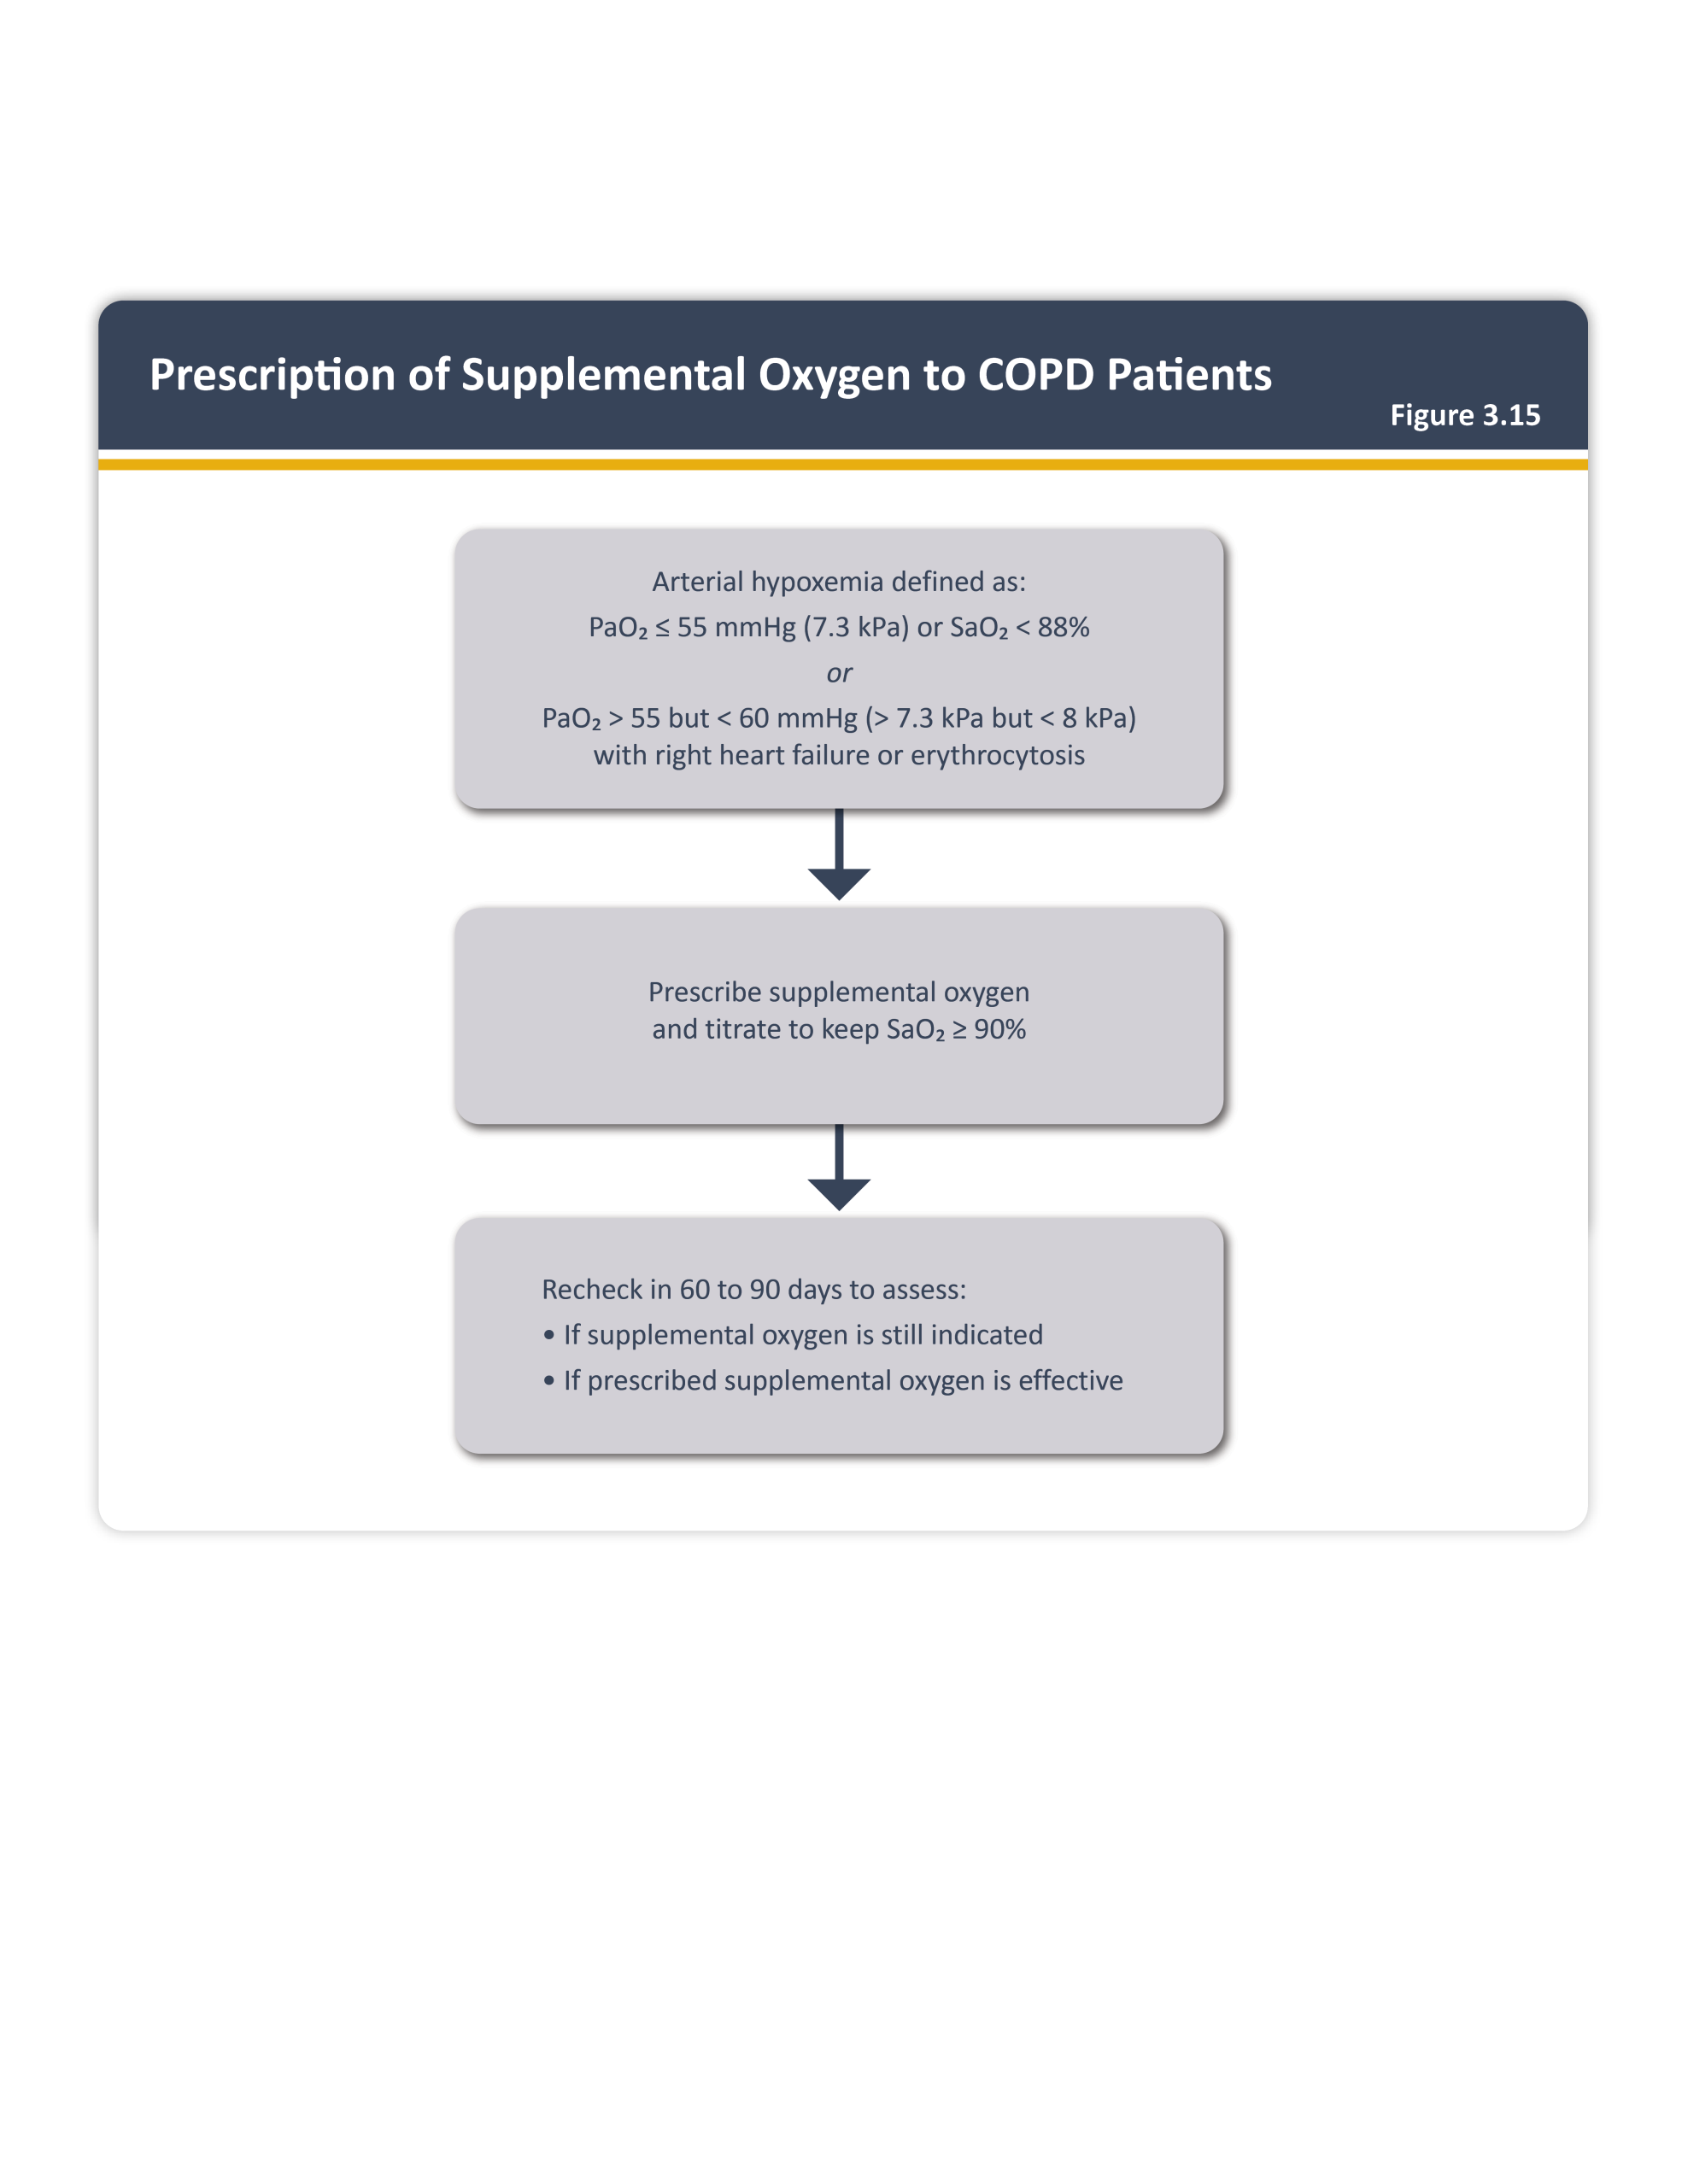 Prescription of Supplemental Oxygen to COPD Patients
Figure 3.15
Arterial hypoxemia defined as:
PaO₂ ≤ 55 mmHg (7.3 kPa) or SaO₂ < 88%
or
PaO₂ > 55 but < 60 mmHg (> 7.3 kPa but < 8 kPa)
with right heart failure or erythrocytosis
Prescribe supplemental oxygen
and titrate to keep SaO₂ ≥ 90%
Recheck in 60 to 90 days to assess:
• If supplemental oxygen is still indicated
• If prescribed supplemental oxygen is effective